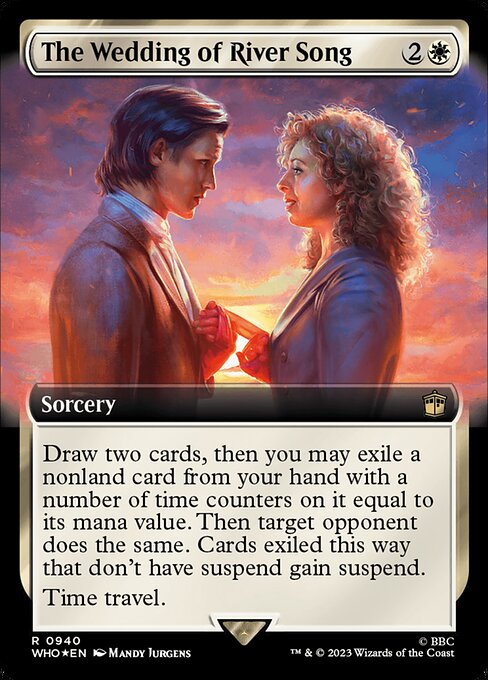 The Wedding of River Song 2
Sorcery
Draw two cards, then you may exile a
nonland card from your hand with a
number of time counters on it equal to
its mana value. Then target opponent
does the same. Cards exiled this way
that don't have suspend gain suspend.
Time travel.
R 0940 © BBC
WHO★EN Mandy Jurgens ™ & © 2023 Wizards of the Coast